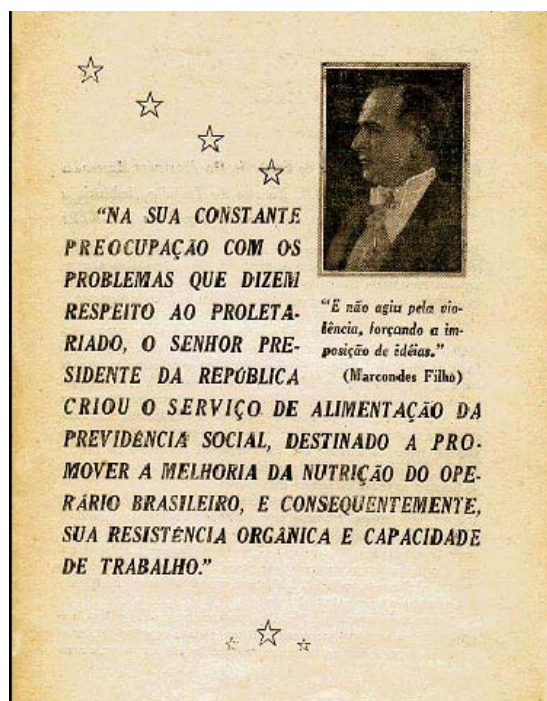 "NA SUA CONSTANTE
PREOCUPAÇÃO COM OS
PROBLEMAS QUE DIZEM
RESPEITO AO PROLETA-
RIADO, O SENHOR PRE-
SIDENTE DA REPÚBLICA
CRIOU O SERVIÇO DE ALIMENTAÇÃO DA
PREVIDÊNCIA SOCIAL, DESTINADO A PRO-
MOVER A MELHORIA DA NUTRIÇÃO DO OPE-
RÁRIO BRASILEIRO, E CONSEQUENTEMENTE,
SUA RESISTÊNCIA ORGÂNICA E CAPACIDADE
DE TRABALHO."
"E não agiu pela vio-
lência, forçando a im-
posição de idéias."
(Marcondes Filho)